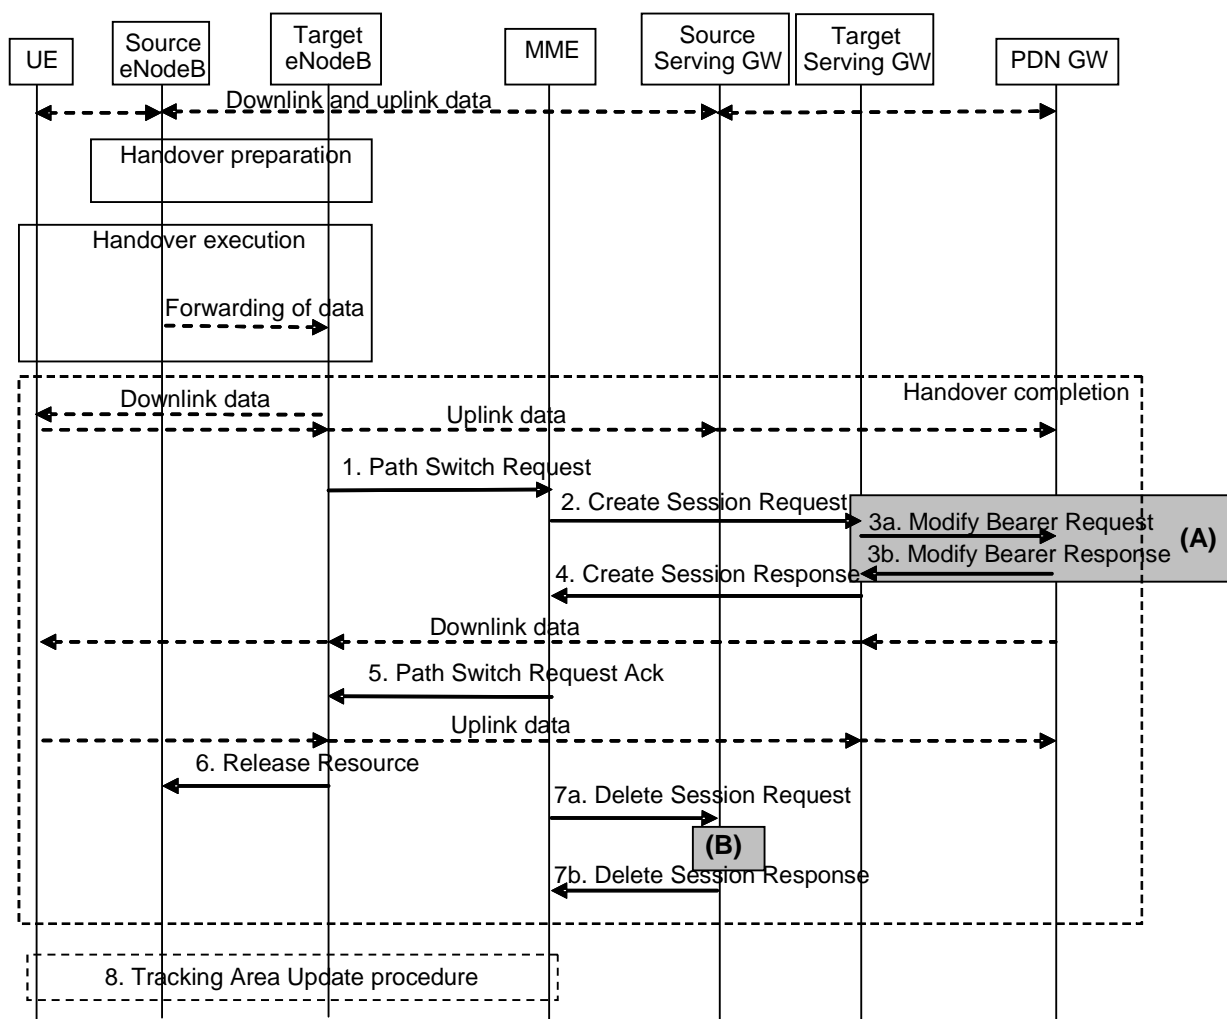 UE
Source
eNodeB
Target
eNodeB
MME
Source
Serving GW
Target
Serving GW
PDN GW
Downlink and uplink data
Handover preparation
Handover execution
Forwarding of data
Handover completion
Downlink data
Uplink data
1. Path Switch Request
2. Create Session Request
3a. Modify Bearer Request
(A)
3b. Modify Bearer Response
4. Create Session Response
Downlink data
5. Path Switch Request Ack
Uplink data
6. Release Resource
7a. Delete Session Request
(B)
7b. Delete Session Response
8. Tracking Area Update procedure